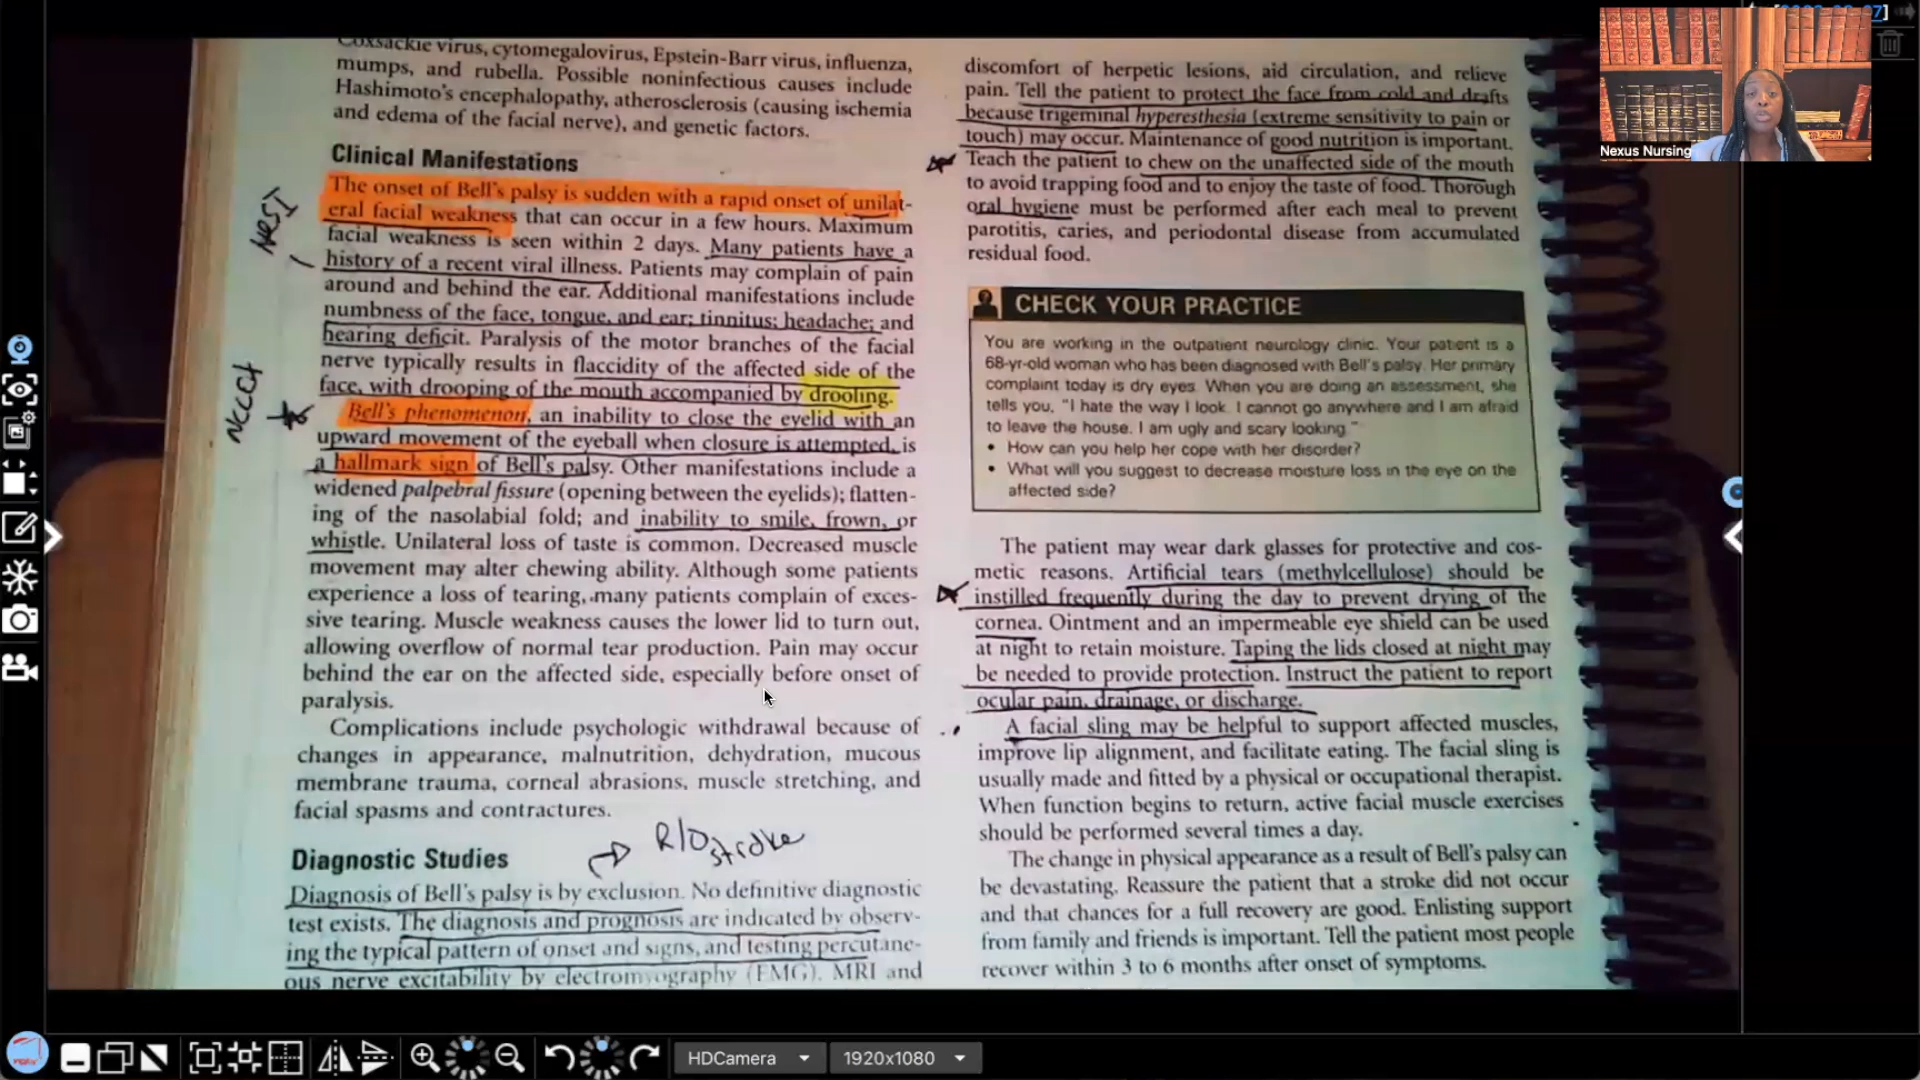 Coxsackie virus, cytomegalovirus, Epstein-Barr virus, influenza,
mumps, and rubella. Possible noninfectious causes include
Hashimoto's encephalopathy, atherosclerosis (causing ischemia
and edema of the facial nerve), and genetic factors.
Clinical Manifestations
The onset of Bell's palsy is sudden with a rapid onset of unilat-
eral facial weakness that can occur in a few hours. Maximum
facial weakness is seen within 2 days. Many patients have a
history of a recent viral illness. Patients may complain of pain
around and behind the ear. Additional manifestations include
numbness of the face, tongue, and ear; tinnitus; headache; and
hearing deficit. Paralysis of the motor branches of the facial
nerve typically results in flaccidity of the affected side of the
face, with drooping of the mouth accompanied by drooling.
Bell's phenomenon, an inability to close the eyelid with an
upward movement of the eyeball when closure is attempted, is
a hallmark sign of Bell's palsy. Other manifestations include a
widened palpebral fissure (opening between the eyelids); flatten-
ing of the nasolabial fold; and inability to smile, frown, or
whistle. Unilateral loss of taste is common. Decreased muscle
movement may alter chewing ability. Although some patients
experience a loss of tearing, many patients complain of exces-
sive tearing. Muscle weakness causes the lower lid to turn out,
allowing overflow of normal tear production. Pain may occur
behind the ear on the affected side, especially before onset of
paralysis.
Complications include psychologic withdrawal because of
changes in appearance, malnutrition, dehydration, mucous
membrane trauma, corneal abrasions, muscle stretching, and
facial spasms and contractures.
R/O stroke
Diagnostic Studies
Diagnosis of Bell's palsy is by exclusion. No definitive diagnostic
test exists. The diagnosis and prognosis are indicated by observ-
ing the typical pattern of onset and signs, and testing percutane-
ous nerve excitability by electromyography (EMG). MRI and
discomfort of herpetic lesions, aid circulation, and relieve
pain. Tell the patient to protect the face from cold and drafts
because trigeminal hyperesthesia (extreme sensitivity to pain or
touch) may occur. Maintenance of good nutrition is important.
Teach the patient to chew on the unaffected side of the mouth
to avoid trapping food and to enjoy the taste of food. Thorough
oral hygiene must be performed after each meal to prevent
parotitis, caries, and periodontal disease from accumulated
residual food.
CHECK YOUR PRACTICE
You are working in the outpatient neurology clinic. Your patient is a
68-yr-old woman who has been diagnosed with Bell's palsy. Her primary
complaint today is dry eyes. When you are doing an assessment, she
tells you, "I hate the way I look. I cannot go anywhere and I am afraid
to leave the house. I am ugly and scary looking."
• How can you help her cope with her disorder?
• What will you suggest to decrease moisture loss in the eye on the
affected side?
The patient may wear dark glasses for protective and cos-
metic reasons. Artificial tears (methylcellulose) should be
instilled frequently during the day to prevent drying of the
cornea. Ointment and an impermeable eye shield can be used
at night to retain moisture. Taping the lids closed at night may
be needed to provide protection. Instruct the patient to report
ocular pain, drainage, or discharge.
A facial sling may be helpful to support affected muscles,
improve lip alignment, and facilitate eating. The facial sling is
usually made and fitted by a physical or occupational therapist.
When function begins to return, active facial muscle exercises
should be performed several times a day.
The change in physical appearance as a result of Bell's palsy can
be devastating. Reassure the patient that a stroke did not occur
and that chances for a full recovery are good. Enlisting support
from family and friends is important. Tell the patient most people
recover within 3 to 6 months after onset of symptoms.
Nexus Nursing
HDCamera
1920x1080